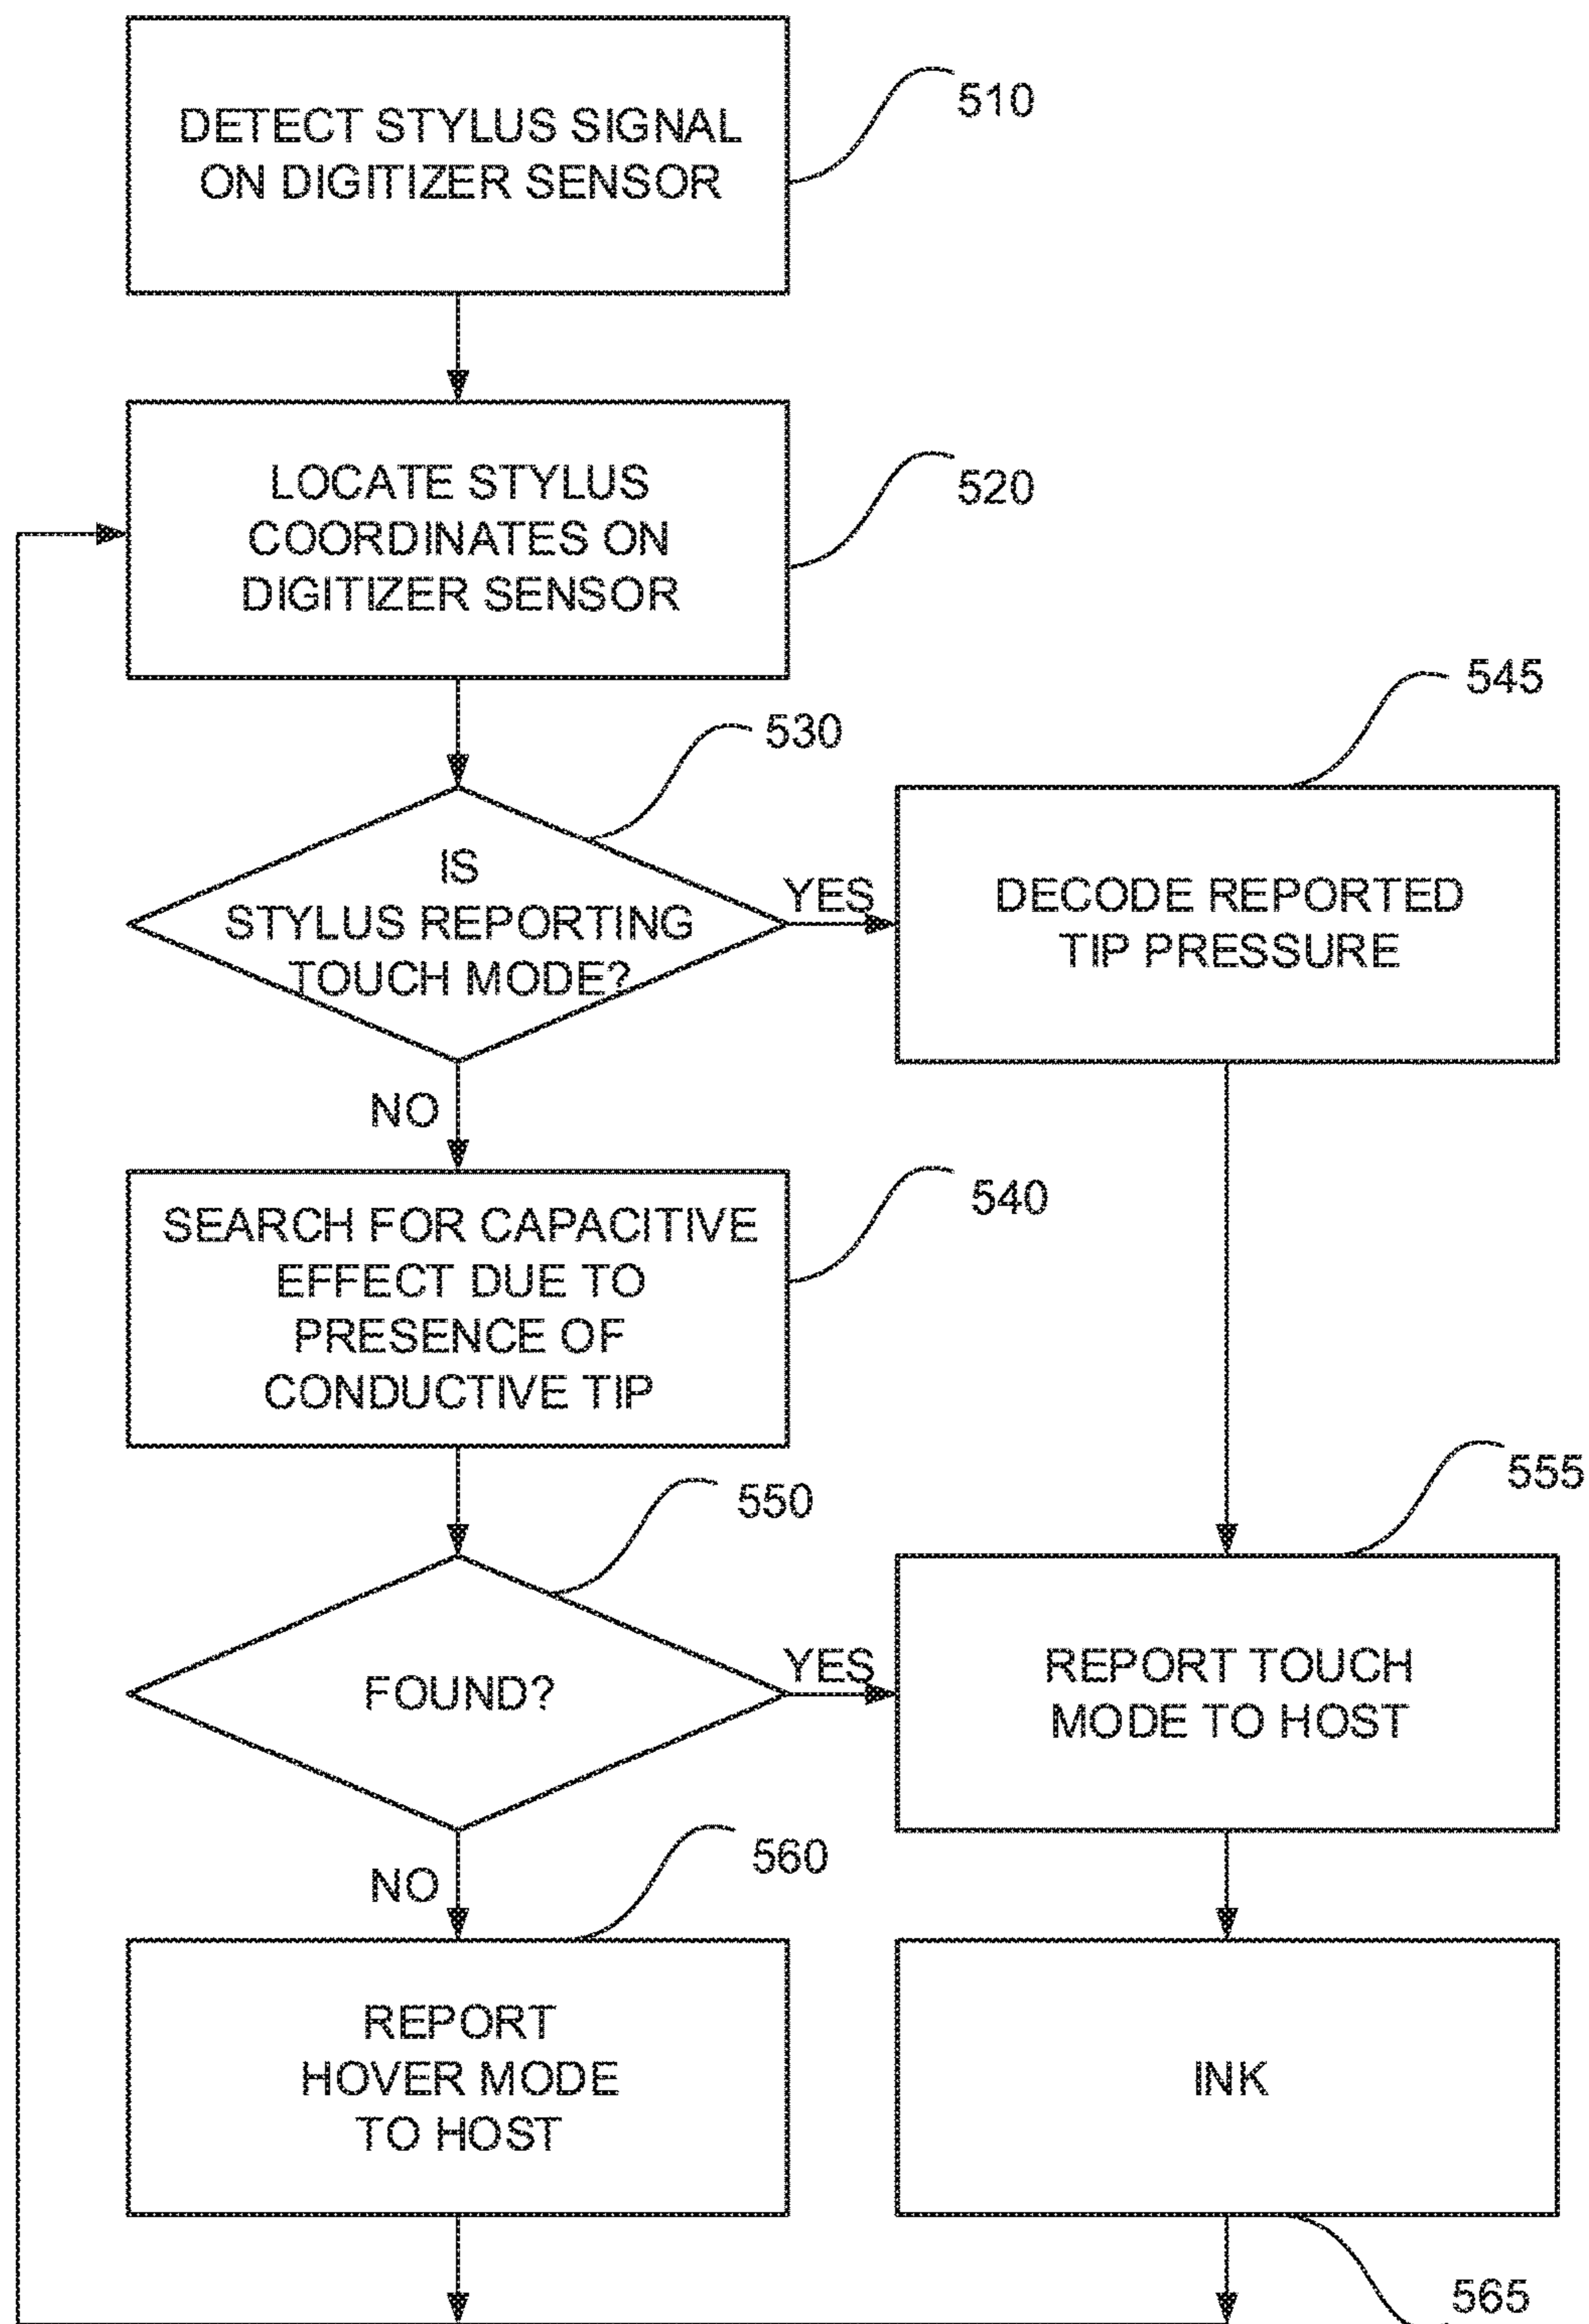 DETECT STYLUS SIGNAL
ON DIGITIZER SENSOR
510
LOCATE STYLUS
COORDINATES ON
DIGITIZER SENSOR
520
530
IS
STYLUS REPORTING
TOUCH MODE?
YES
545
DECODE REPORTED
TIP PRESSURE
NO
SEARCH FOR CAPACITIVE
EFFECT DUE TO
PRESENCE OF
CONDUCTIVE TIP
540
550
FOUND?
YES
555
REPORT TOUCH
MODE TO HOST
NO
560
REPORT
HOVER MODE
TO HOST
INK
565